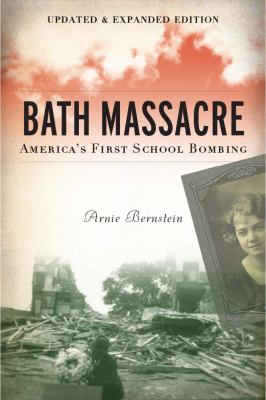 UPDATED & EXPANDED EDITION
BATH MASSACRE
AMERICA'S FIRST SCHOOL BOMBING
Arnie Bernstein